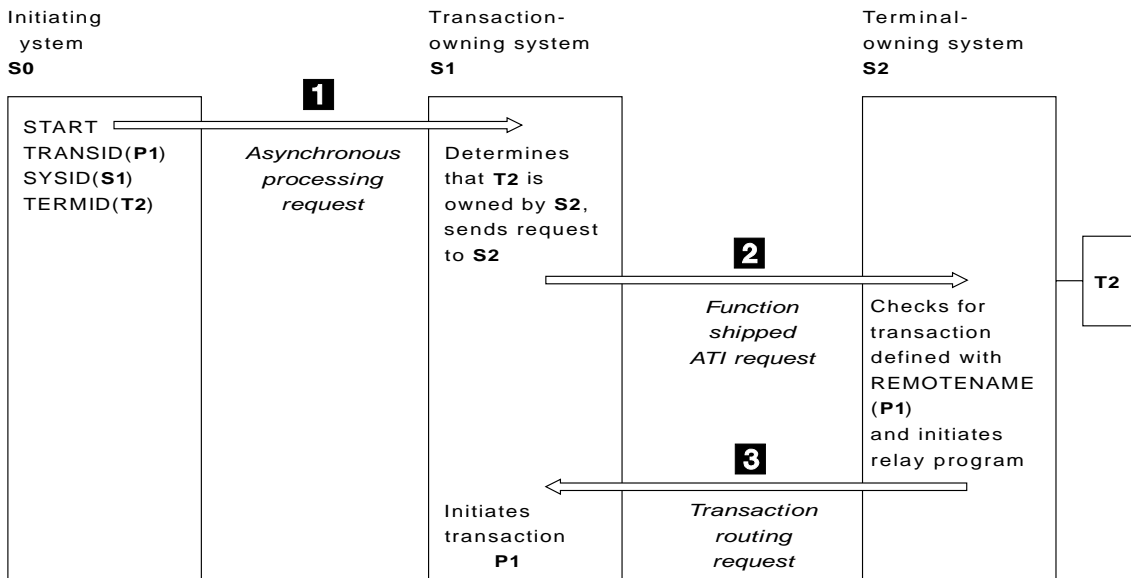 Initiating
ystem
S0
Transaction-
owning system
S1
Terminal-
owning system
S2
1
START
TRANSID(P1)
SYSID(S1)
TERMID(T2)
Asynchronous
processing
request
Determines
that T2 is
owned by S2,
sends request
to S2
2
T2
Function
shipped
ATI request
Checks for
transaction
defined with
REMOTENAME
(P1)
and initiates
relay program
3
Initiates
transaction
P1
Transaction
routing
request